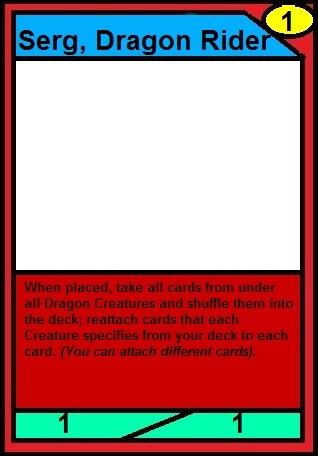 Serg, Dragon Rider
1
When placed, take all cards from under
all Dragon Creatures and shuffle them into
the deck; reattach cards that each
Creature specifies from your deck to each
card. (You can attach different cards).
1 1